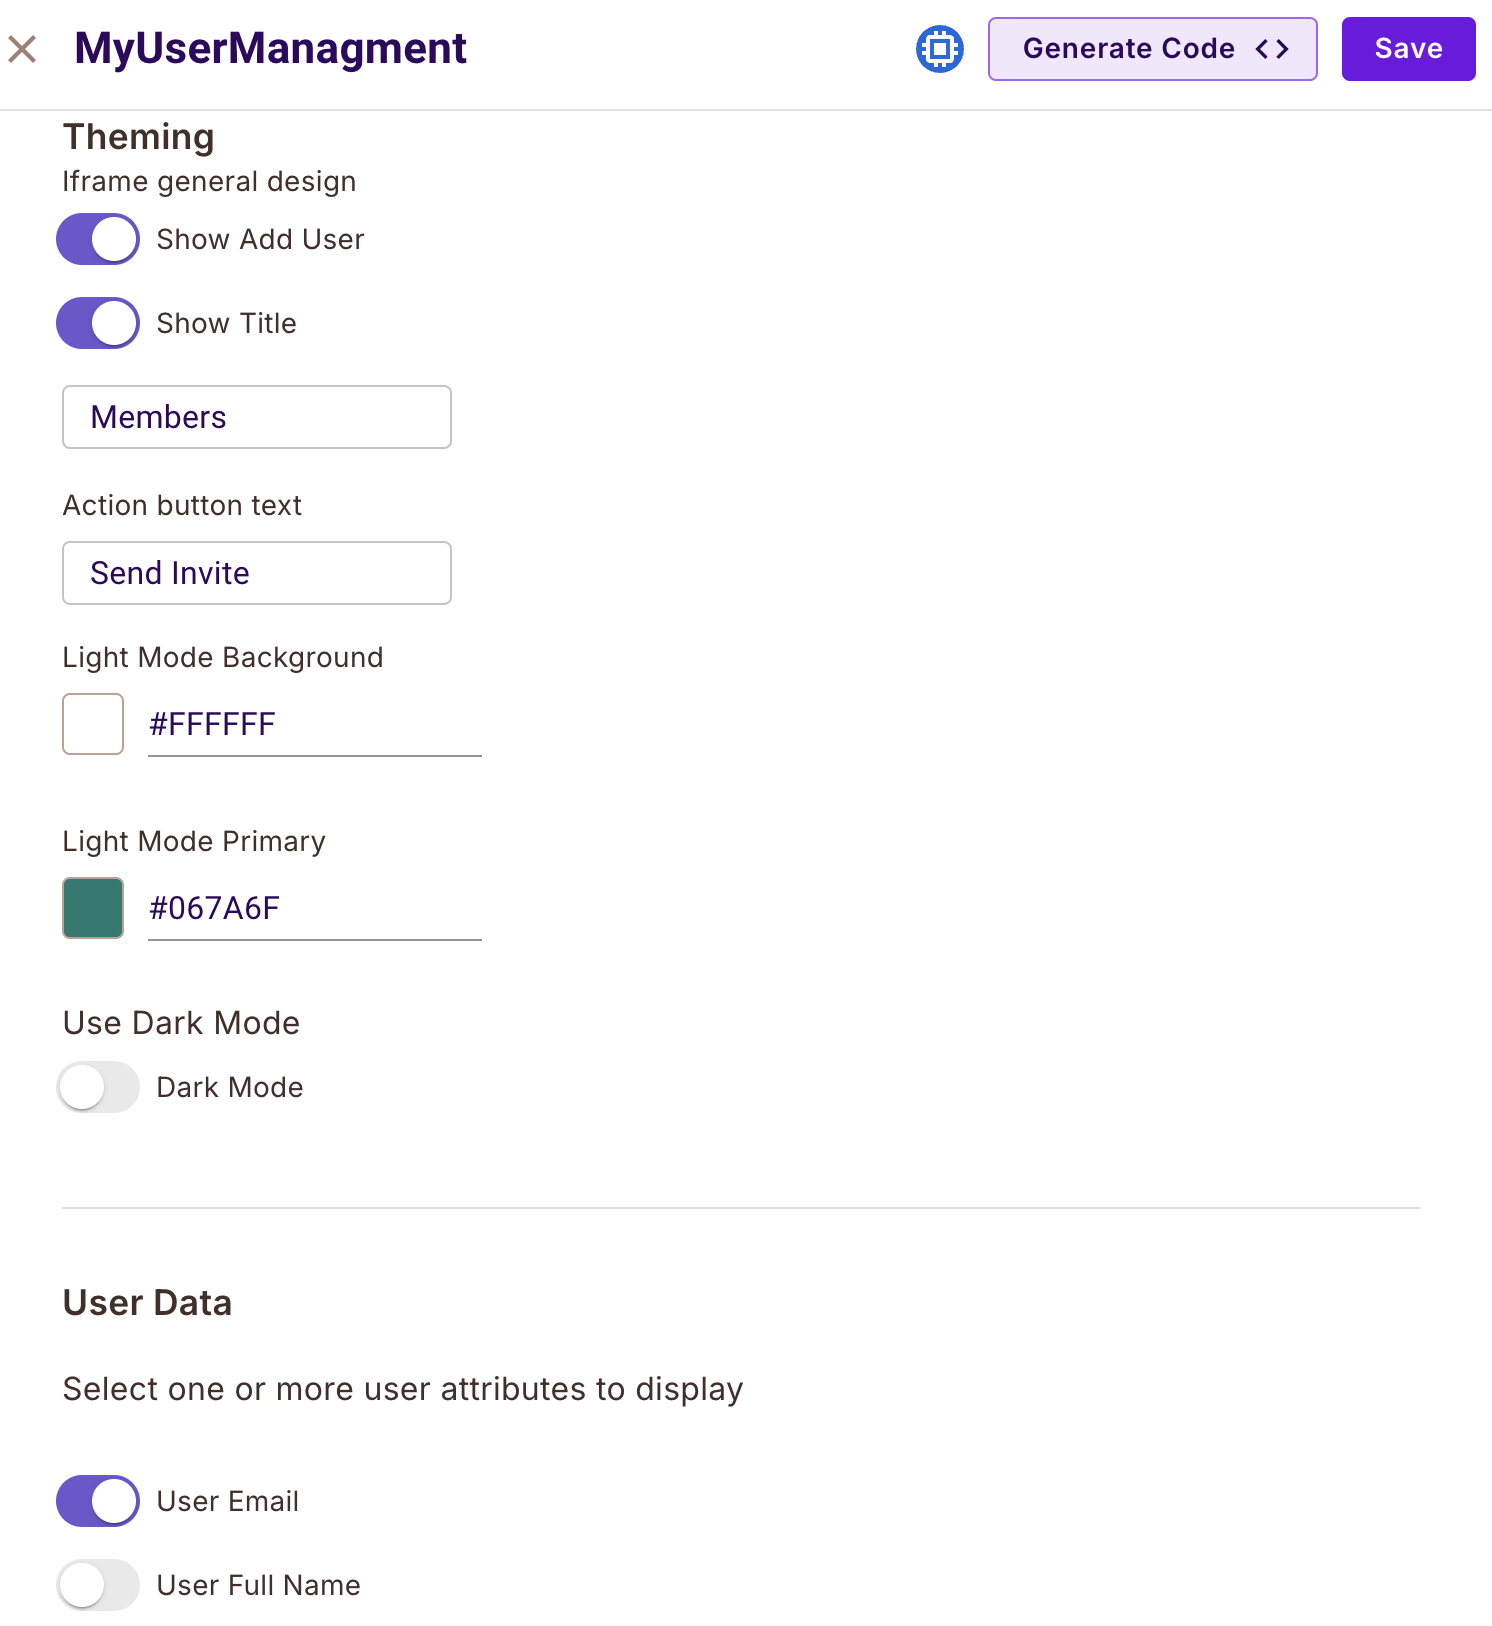 MyUserManagment
Generate Code <>
Save
Theming
Iframe general design
Show Add User
Show Title
Members
Action button text
Send Invite
Light Mode Background
#FFFFFF
Light Mode Primary
#067A6F
Use Dark Mode
Dark Mode
User Data
Select one or more user attributes to display
User Email
User Full Name